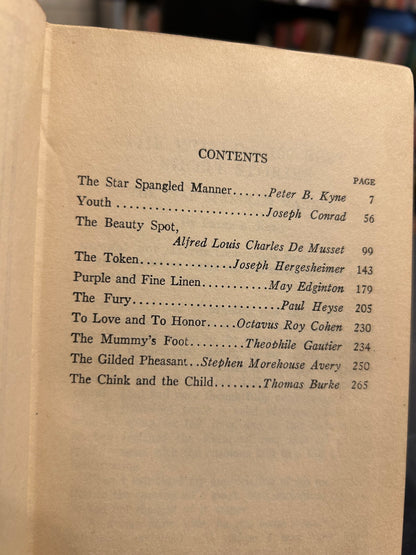 CONTENTS
PAGE
The Star Spangled Manner......Peter B. Kyne 7
Youth........................Joseph Conrad 56
The Beauty Spot,
Alfred Louis Charles De Musset 99
The Token..............Joseph Hergesheimer 143
Purple and Fine Linen..........May Edginton 179
The Fury......................Paul Heyse 205
To Love and To Honor.....Octavus Roy Cohen 230
The Mummy's Foot.........Theophile Gautier 234
The Gilded Pheasant..Stephen Morehouse Avery 250
The Chink and the Child........Thomas Burke 265